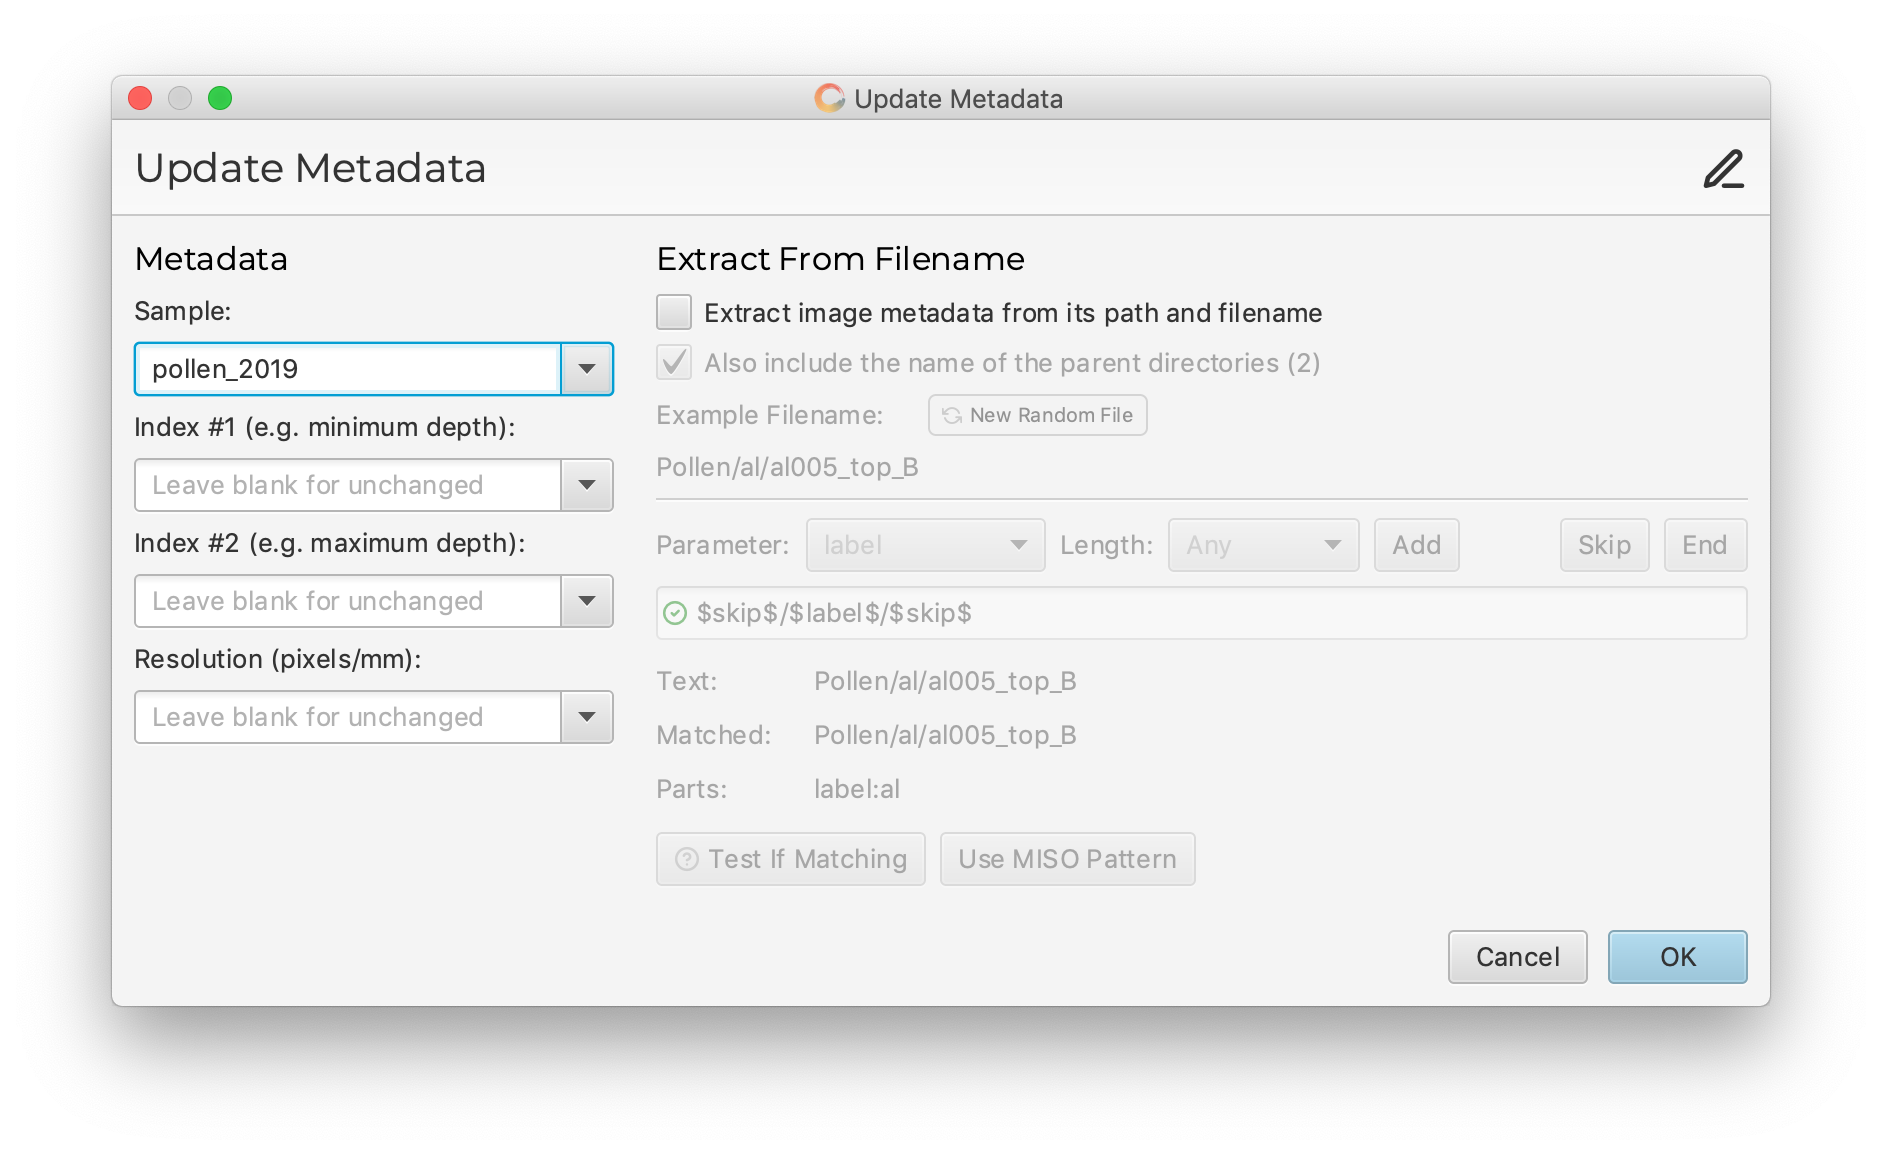 Update Metadata
Update Metadata
Metadata
Sample:
pollen_2019
Index #1 (e.g. minimum depth):
Leave blank for unchanged
Index #2 (e.g. maximum depth):
Leave blank for unchanged
Resolution (pixels/mm):
Leave blank for unchanged
Extract From Filename
Extract image metadata from its path and filename
Also include the name of the parent directories (2)
Example Filename: New Random File
Pollen/al/al005_top_B
Parameter: label Length: Any Add Skip End
$skip$/$label$/$skip$
Text: Pollen/al/al005_top_B
Matched: Pollen/al/al005_top_B
Parts: label:al
Test If Matching Use MISO Pattern
Cancel OK